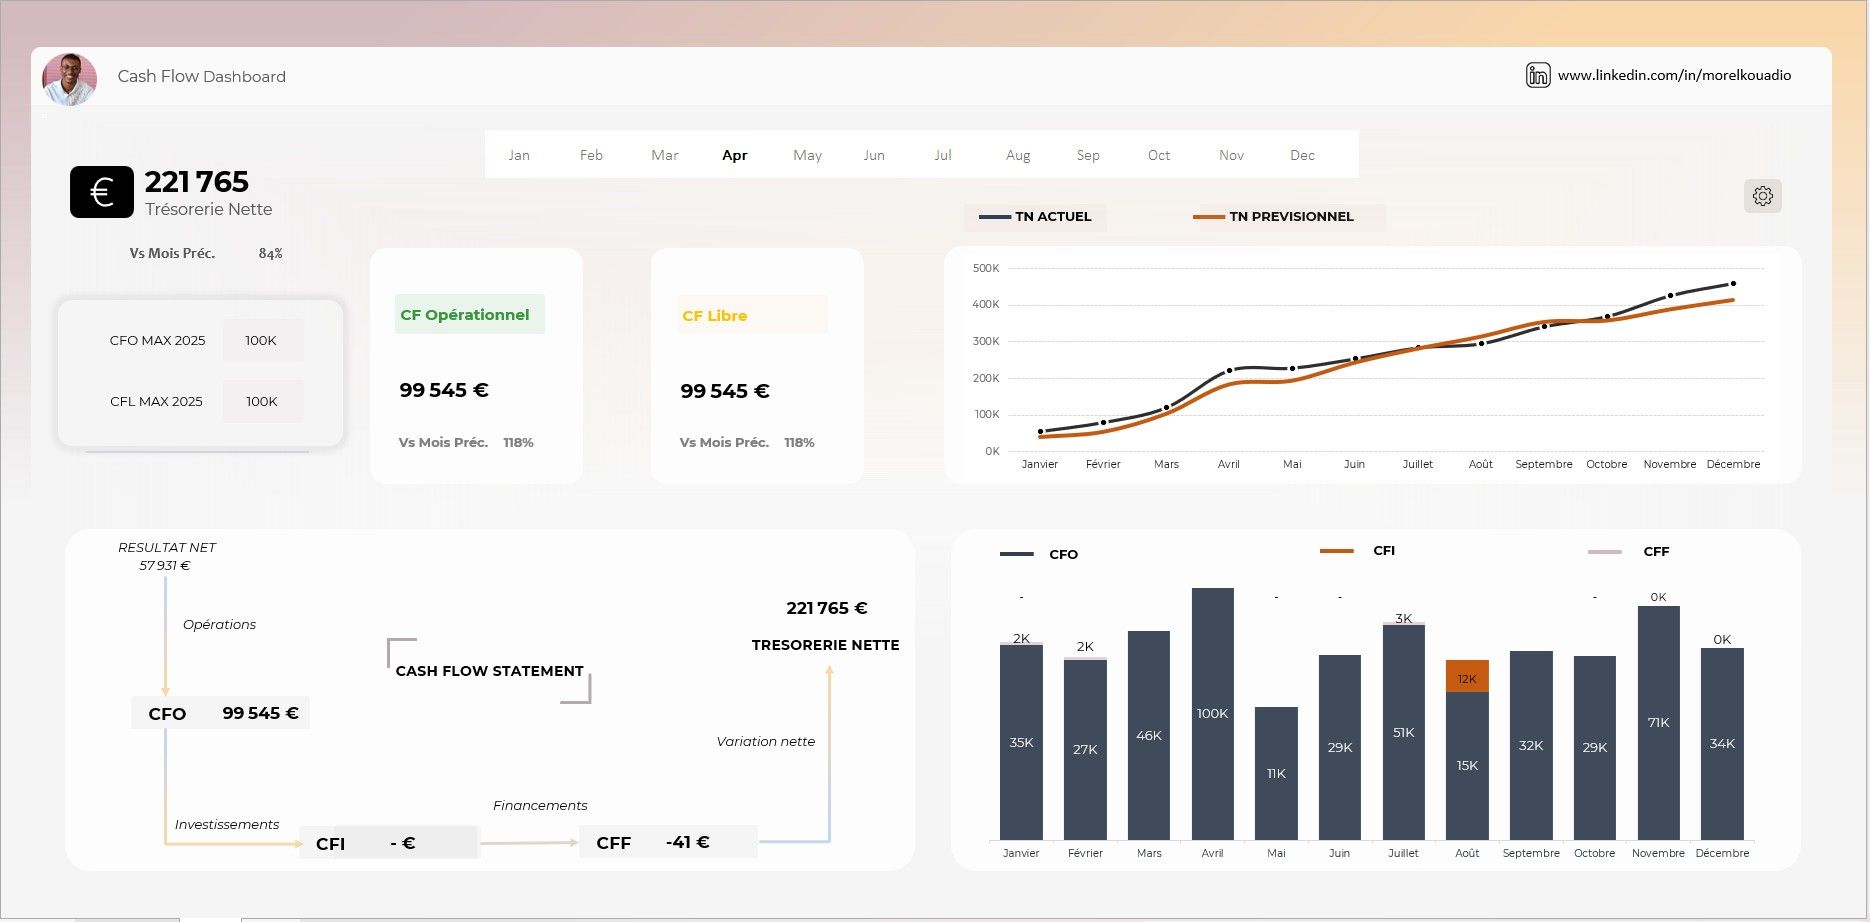 Cash Flow Dashboard
in www.linkedin.com/in/morelkouadio
Jan Feb Mar Apr May Jun Jul Aug Sep Oct Nov Dec
€ 221 765
Trésorerie Nette
Vs Mois Préc. 84%
CFO MAX 2025 100K
CFL MAX 2025 100K
CF Opérationnel
99 545 €
Vs Mois Préc. 118%
CF Libre
99 545 €
Vs Mois Préc. 118%
TN ACTUEL TN PREVISIONNEL
500K
400K
300K
200K
100K
0K
Janvier Février Mars Avril Mai Juin Juillet Août Septembre Octobre Novembre Décembre
RESULTAT NET
57 931 €
Opérations
CFO 99 545 €
Investissements
CFI - €
Financements
CFF -41 €
Variation nette
221 765 €
TRESORERIE NETTE
CASH FLOW STATEMENT
CFO CFI CFF
- - - - 0K
2K 2K 3K 0K
12K
35K 27K 46K 100K 11K 29K 51K 15K 32K 29K 71K 34K
Janvier Février Mars Avril Mai Juin Juillet Août Septembre Octobre Novembre Décembre